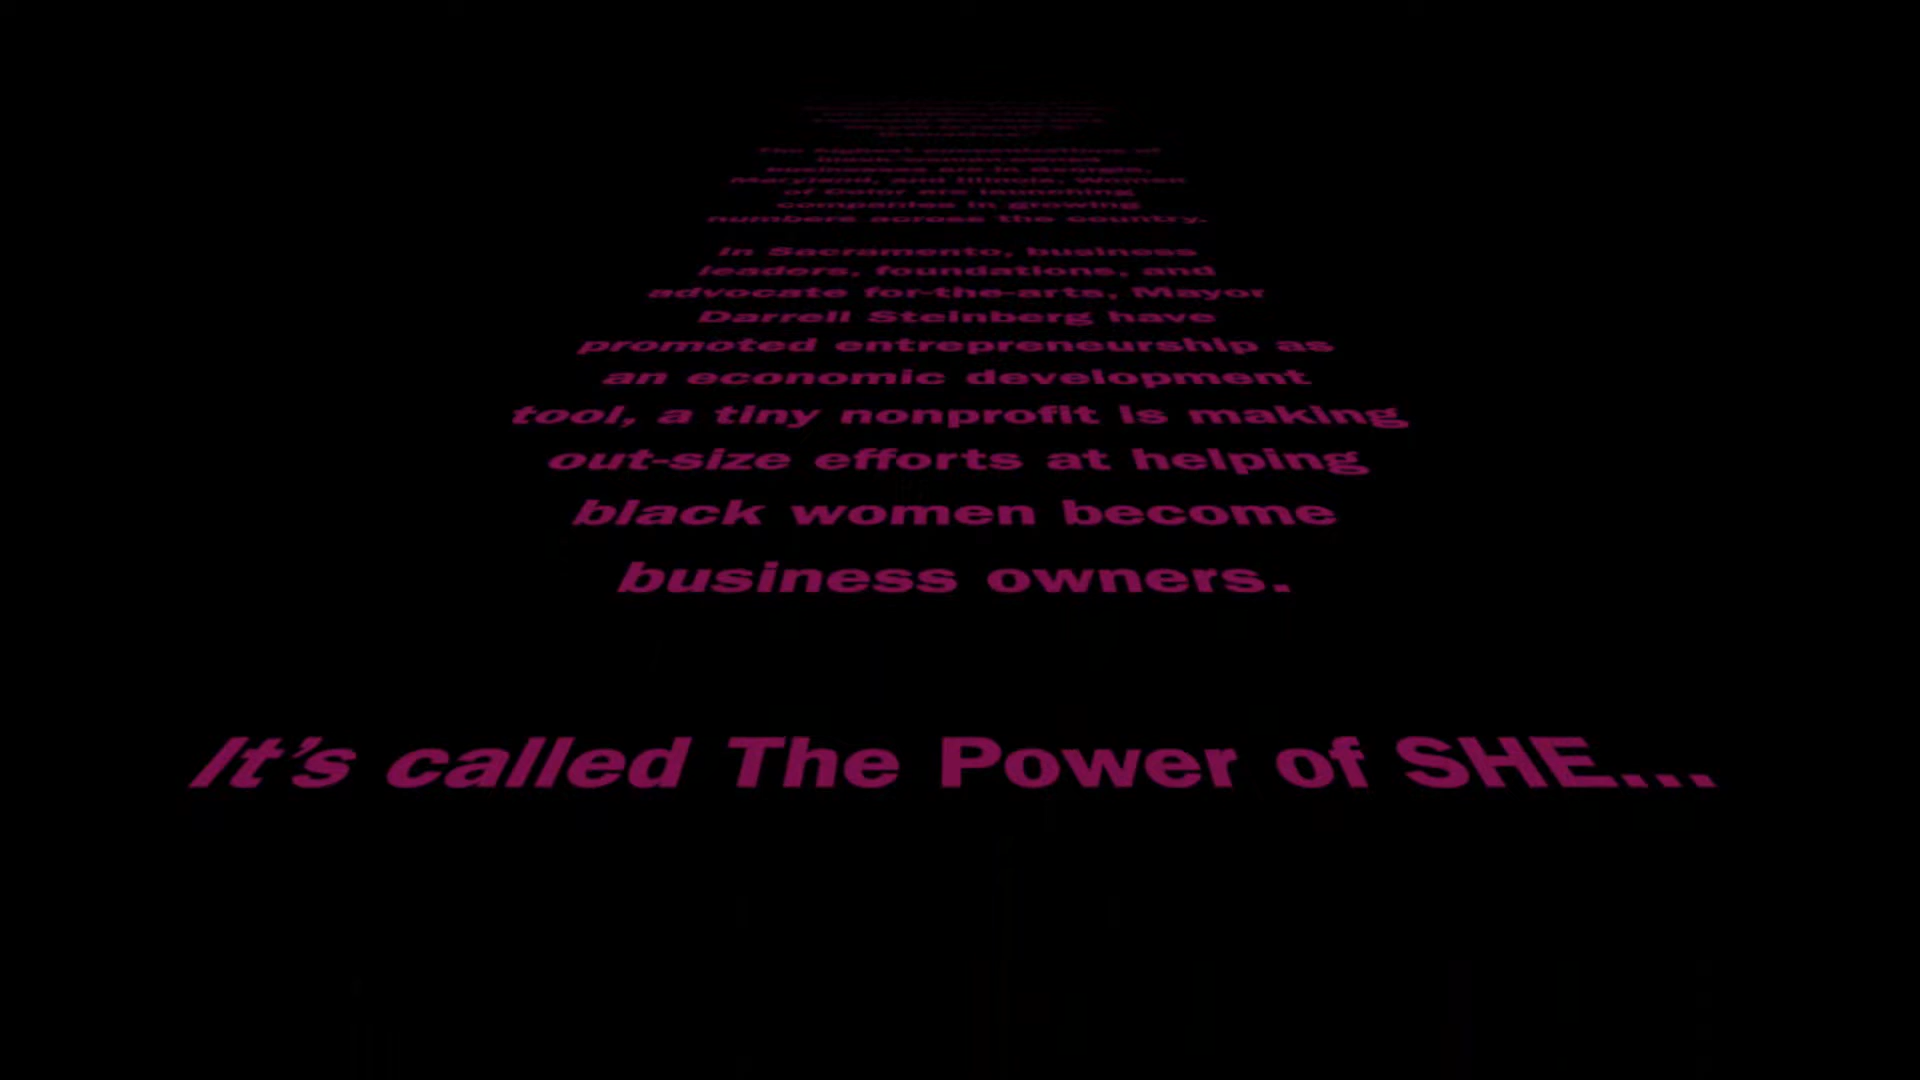 themselves.
The highest concentrations of
black-woman-owned
businesses are in Georgia,
Maryland, and Illinois. Women
of Color are launching
companies in growing
numbers across the country.
In Sacramento, business
leaders, foundations, and
advocate for-the-arts, Mayor
Darrell Steinberg have
promoted entrepreneurship as
an economic development
tool, a tiny nonprofit is making
out-size efforts at helping
black women become
business owners.
It's called The Power of SHE...